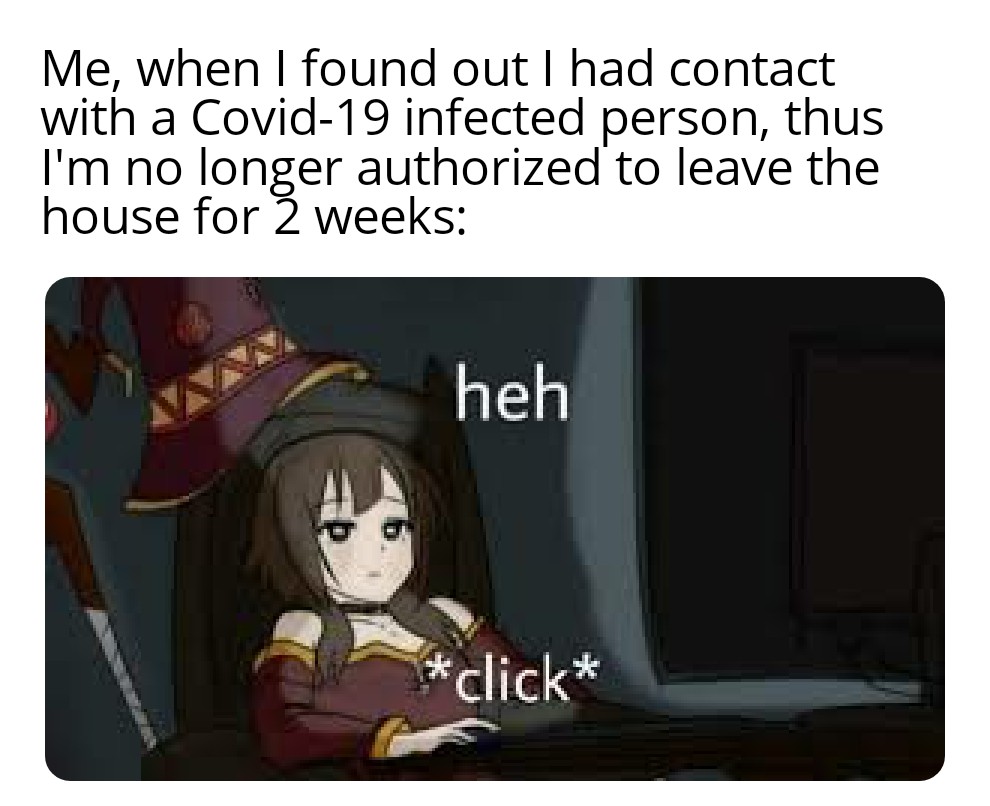 Me, when I found out I had contact
with a Covid-19 infected person, thus
I'm no longer authorized to leave the
house for 2 weeks:
heh
*click*